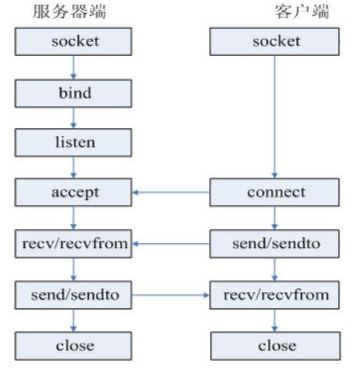 服务器端 客户端
socket socket
bind
listen
accept connect
recv/recvfrom send/sendto
send/sendto recv/recvfrom
close close